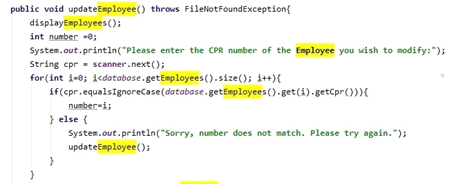 public void updateEmployee() throws FileNotFoundException{
displayEmployees();
int number =0;
System.out.println("Please enter the CPR number of the Employee you wish to modify:");
String cpr = scanner.next();
for(int i=0; i<database.getEmployees().size(); i++){
if(cpr.equalsIgnoreCase(database.getEmployees().get(i).getCpr())){
number=i;
} else {
System.out.println("Sorry, number does not match. Please try again.");
updateEmployee();
}
}